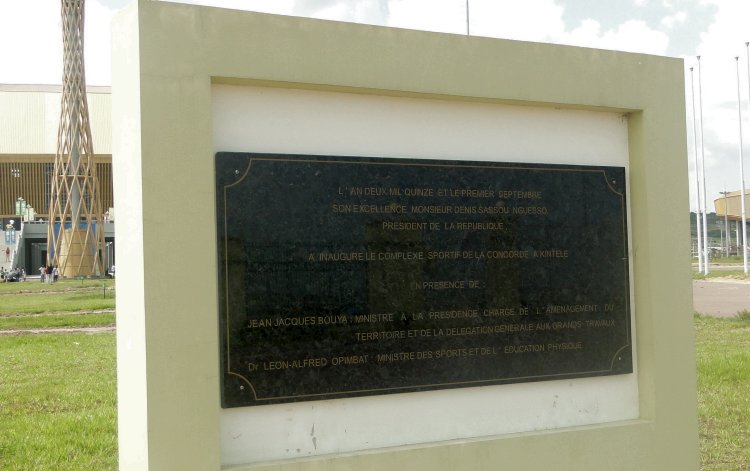 L'AN DEUX MIL QUINZE ET LE PREMIER SEPTEMBRE
SON EXCELLENCE MONSIEUR DENIS SASSOU NGUESSO
PRESIDENT DE LA REPUBLIQUE
A INAUGURE LE COMPLEXE SPORTIF DE LA CONCORDE A KINTELE
EN PRESENCE DE :
JEAN JACQUES BOUYA : MINISTRE A LA PRESIDENCE CHARGE DE L'AMENAGEMENT DU
TERRITOIRE ET DE LA DELEGATION GÉNERALE AUX GRANDS - TRAVAUX
Dr LEON-ALFRED OPIMBAT : MINISTRE DES SPORTS ET DE L'EDUCATION PHYSIQUE